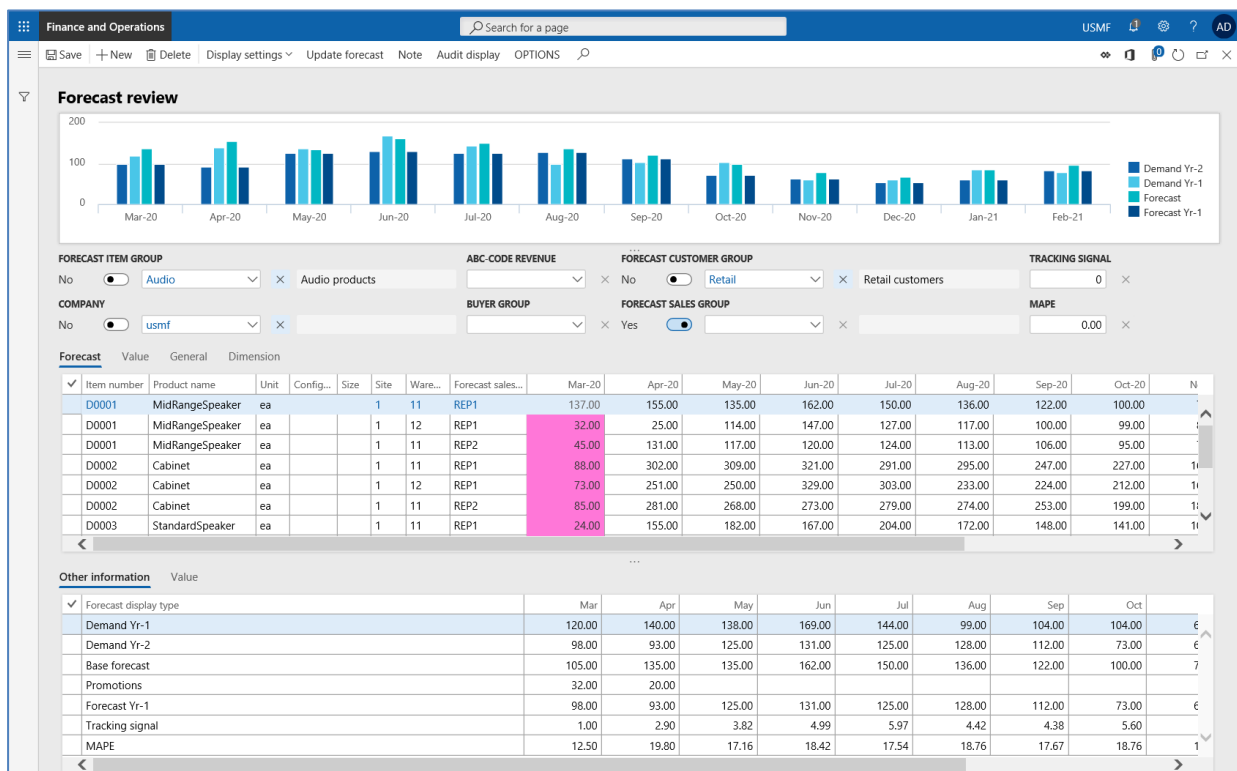 Finance and Operations Search for a page USMF 1 ? AD
Save New Delete Display settings Update forecast Note Audit display OPTIONS 0
Forecast review
200
100
0
Mar-20 Apr-20 May-20 Jun-20 Jul-20 Aug-20 Sep-20 Oct-20 Nov-20 Dec-20 Jan-21 Feb-21
Demand Yr-2
Demand Yr-1
Forecast
Forecast Yr-1
FORECAST ITEM GROUP ABC-CODE REVENUE FORECAST CUSTOMER GROUP TRACKING SIGNAL
No Audio Audio products No Retail Retail customers 0
COMPANY BUYER GROUP FORECAST SALES GROUP MAPE
No usmf Yes 0.00
Forecast Value General Dimension
Item number Product name Unit Config... Size Site Ware... Forecast sales... Mar-20 Apr-20 May-20 Jun-20 Jul-20 Aug-20 Sep-20 Oct-20 N
D0001 MidRangeSpeaker ea 1 11 REP1 137.00 155.00 135.00 162.00 150.00 136.00 122.00 100.00
D0001 MidRangeSpeaker ea 1 12 REP1 32.00 25.00 114.00 147.00 127.00 117.00 100.00 99.00
D0001 MidRangeSpeaker ea 1 11 REP2 45.00 131.00 117.00 120.00 124.00 113.00 106.00 95.00
D0002 Cabinet ea 1 11 REP1 88.00 302.00 309.00 321.00 291.00 295.00 247.00 227.00
D0002 Cabinet ea 1 12 REP1 73.00 251.00 250.00 329.00 303.00 233.00 224.00 212.00
D0002 Cabinet ea 1 11 REP2 85.00 281.00 268.00 273.00 279.00 274.00 253.00 199.00
D0003 StandardSpeaker ea 1 11 REP1 24.00 155.00 182.00 167.00 204.00 172.00 148.00 141.00
Other information Value
Forecast display type Mar Apr May Jun Jul Aug Sep Oct
Demand Yr-1 120.00 140.00 138.00 169.00 144.00 99.00 104.00 104.00
Demand Yr-2 98.00 93.00 125.00 131.00 125.00 128.00 112.00 73.00
Base forecast 105.00 135.00 135.00 162.00 150.00 136.00 122.00 100.00
Promotions 32.00 20.00
Forecast Yr-1 98.00 93.00 125.00 131.00 125.00 128.00 112.00 73.00
Tracking signal 1.00 2.90 3.82 4.99 5.97 4.42 4.38 5.60
MAPE 12.50 19.80 17.16 18.42 17.54 18.76 17.67 18.76